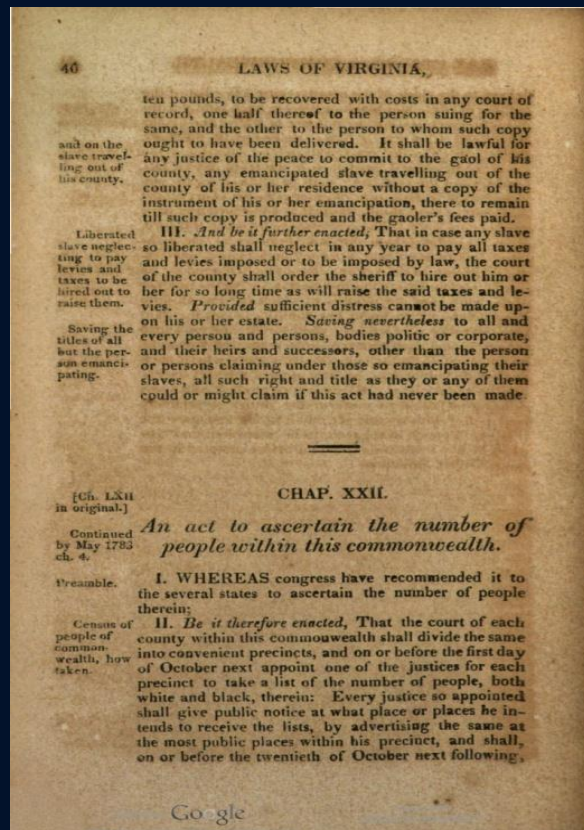 40
LAWS OF VIRGINIA,
ten pounds, to be recovered with costs in any court of
record, one half thereof to the person suing for the
same, and the other to the person to whom such copy
and on the
slave travel-
ling out of
his county.
ought to have been delivered. It shall be lawful for
any justice of the peace to commit to the gaol of his
county, any emancipated slave travelling out of the
county of his or her residence without a copy of the
instrument of his or her emancipation, there to remain
till such copy is produced and the gaoler's fees paid.
Liberated
slave neglec-
ting to pay
levies and
taxes to be
hired out to
raise them.
III. And be it further enacted, That in case any slave
so liberated shall neglect in any year to pay all taxes
and levies imposed or to be imposed by law, the court
of the county shall order the sheriff to hire out him or
her for so long time as will raise the said taxes and le-
vies. Provided sufficient distress cannot be made up-
Saving the
titles of all
but the per-
son emanci-
pating.
on his or her estate. Saving nevertheless to all and
every person and persons, bodies politic or corporate,
and their heirs and successors, other than the person
or persons claiming under those so emancipating their
slaves, all such right and title as they or any of them
could or might claim if this act had never been made
[Ch. LXII
in original.]
CHAP. XXII.
Continued
by May 1783
ch. 4.
An act to ascertain the number of
people within this commonwealth.
Preamble.
I. WHEREAS congress have recommended it to
the several states to ascertain the number of people
therein;
Census of
people of
common-
wealth, how
taken.
II. Be it therefore enacted, That the court of each
county within this commonwealth shall divide the same
into convenient precincts, and on or before the first day
of October next appoint one of the justices for each
precinct to take a list of the number of people, both
white and black, therein: Every justice so appointed
shall give public notice at what place or places he in-
tends to receive the lists, by advertising the same at
the most public places within his precinct, and shall,
on or before the twentieth of October next following,
Google